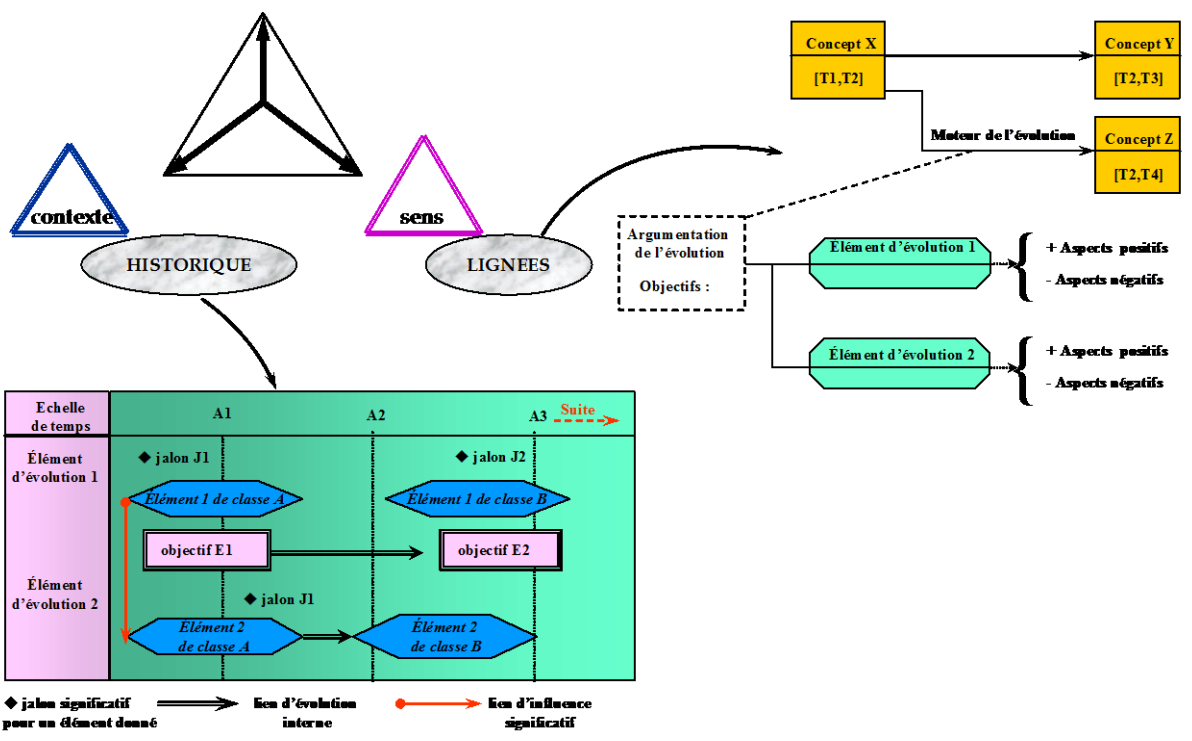 contexte
HISTORIQUE
sens
LIGNEES
Concept X
[T1,T2]
Concept Y
[T2,T3]
Moteur de l'évolution
Concept Z
[T2,T4]
Argumentation
de l'évolution
Objectifs :
Élément d'évolution 1
+ Aspects positifs
- Aspects négatifs
Élément d'évolution 2
+ Aspects positifs
- Aspects négatifs
Echelle
de temps
A1
A2
A3
Suite
Élément
d'évolution 1
jalon J1
jalon J2
Élément 1 de classe A
Élément 1 de classe B
objectif E1
objectif E2
Élément
d'évolution 2
jalon J1
Élément 2
de classe A
Élément 2
de classe B
jalon significatif
pour un élément donné
lien d'évolution
interne
lien d'influence
significatif